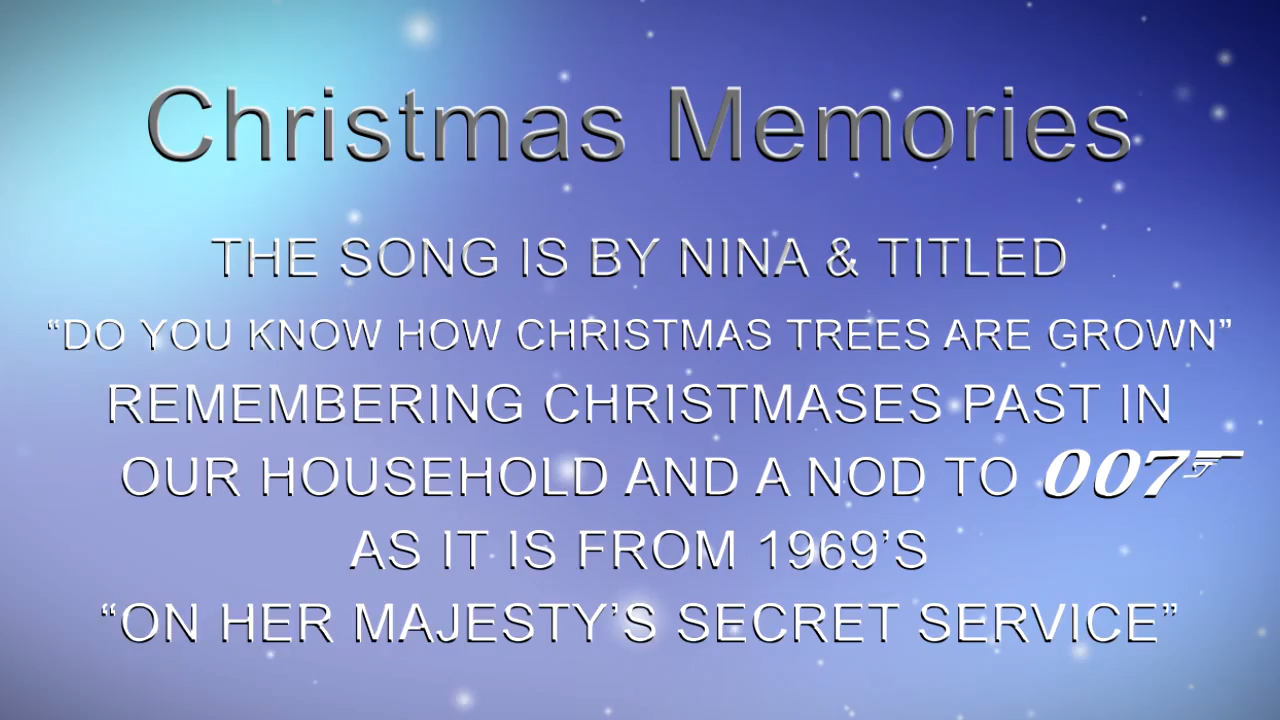 Christmas Memories
THE SONG IS BY NINA & TITLED
“DO YOU KNOW HOW CHRISTMAS TREES ARE GROWN”
REMEMBERING CHRISTMASES PAST IN
OUR HOUSEHOLD AND A NOD TO 007
AS IT IS FROM 1969’S
“ON HER MAJESTY’S SECRET SERVICE”